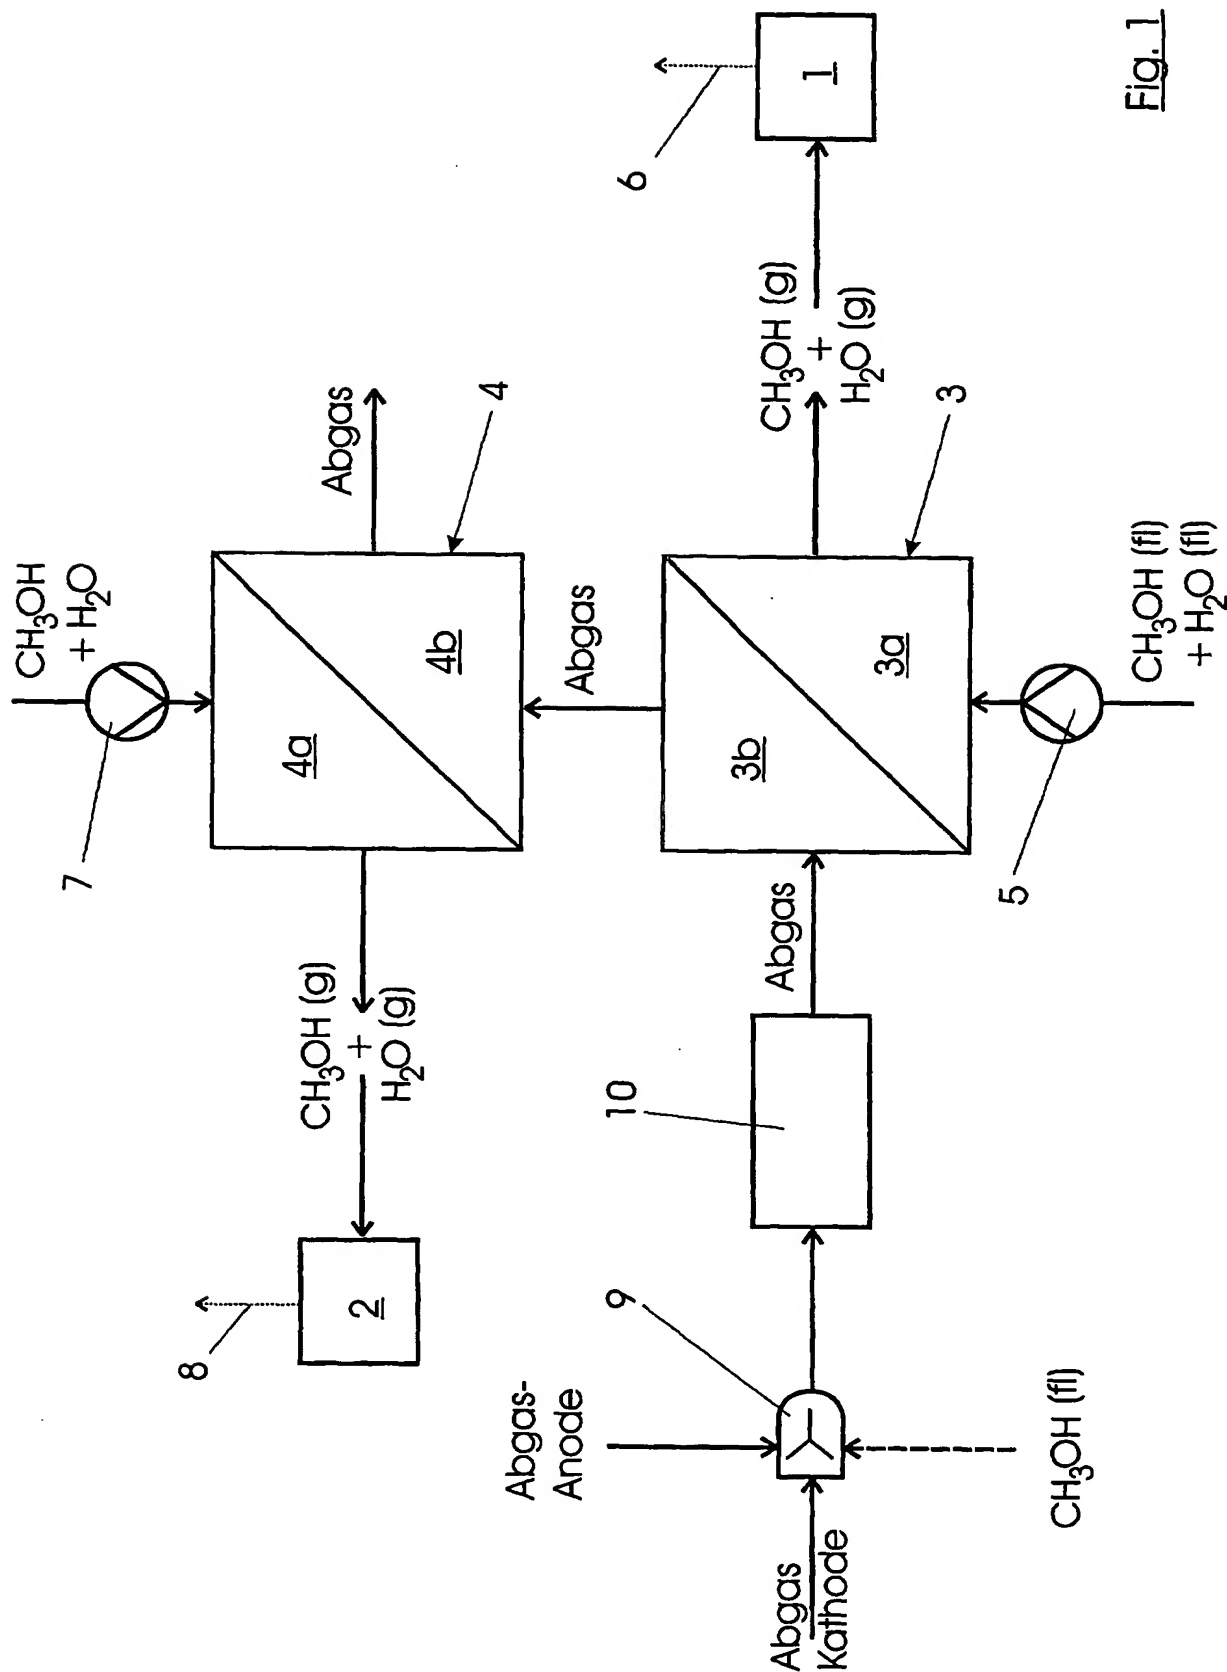 CH₃OH
+ H₂O
7
8
CH₃OH (g)
+
H₂O (g)
2
4a
4b
Abgas
4
Abgas-
Anode
9
10
Abgas
6
Abgas
Kathode
Abgas
3b
3a
CH₃OH (g)
+
H₂O (g)
1
3
5
CH₃OH (fl)
CH₃OH (fl)
+ H₂O (fl)
Fig. 1